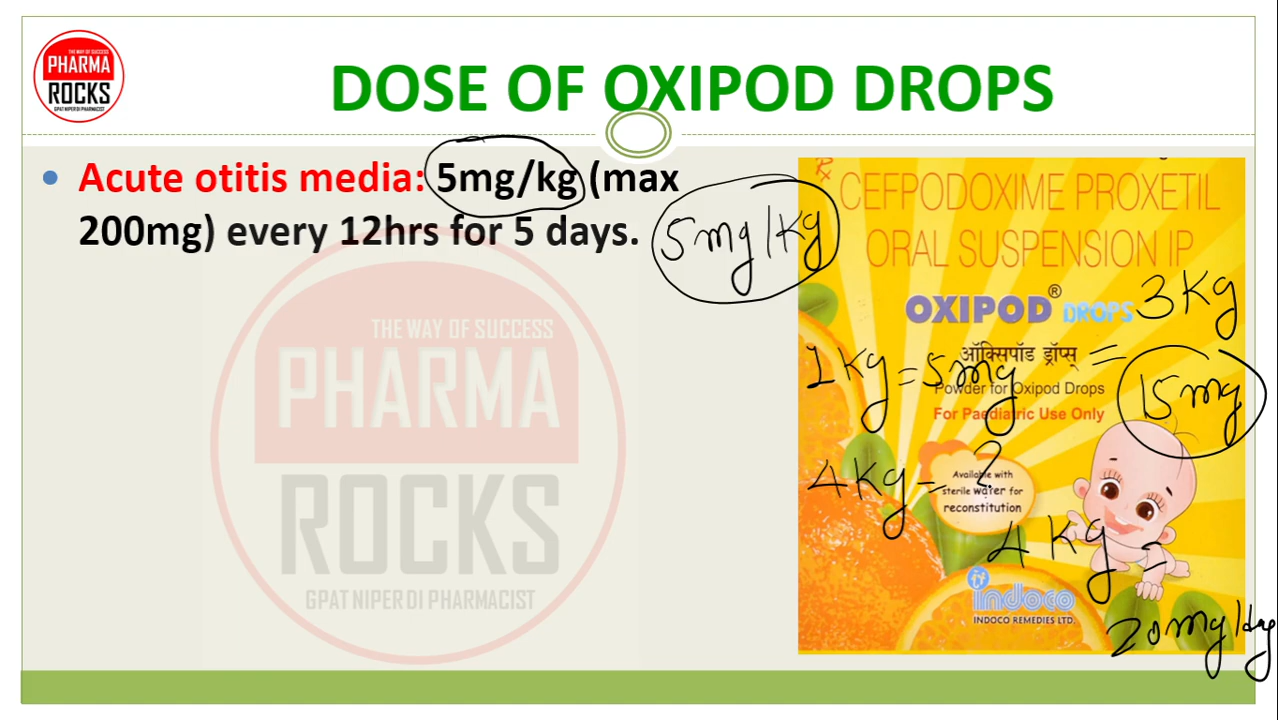 THE WAY OF SUCCESS
PHARMA
ROCKS
GPAT NIPER DI PHARMACIST
DOSE OF OXIPOD DROPS
Acute otitis media: 5mg/kg (max
200mg) every 12hrs for 5 days.
5mg/Kg
THE WAY OF SUCCESS
PHARMA
ROCKS
GPAT NIPER DI PHARMACIST
Rx
CEFPODOXIME PROXETIL
ORAL SUSPENSION IP
OXIPOD® DROPS
3Kg
ऑक्सिपॉड ड्रॉप्स
=
1Kg = 5mg
15mg
Powder for Oxipod Drops
For Paediatric Use Only
4Kg = ?
Available with
sterile water for
reconstitution
4Kg =
20mg/day
indoco
INDOCO REMEDIES LTD.